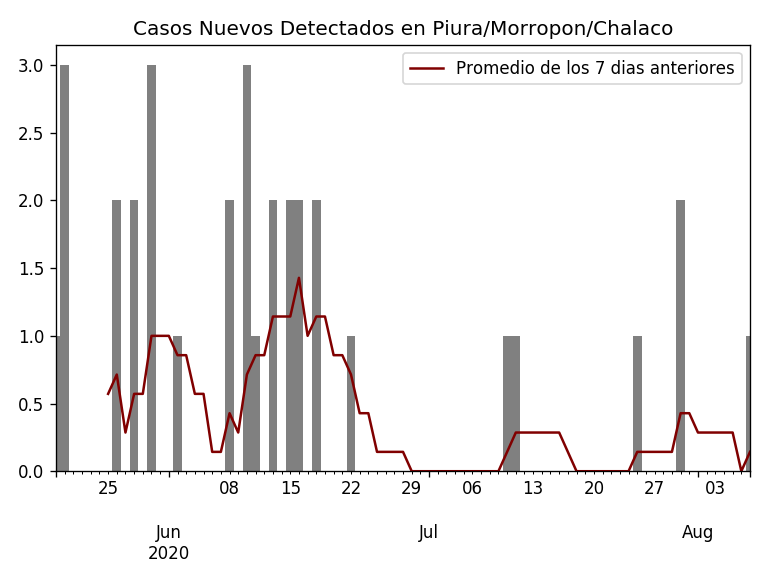 Casos Nuevos Detectados en Piura/Morropon/Chalaco
Promedio de los 7 dias anteriores
3.0
2.5
2.0
1.5
1.0
0.5
0.0
25 08 15 22 29 06 13 20 27 03
Jun Jul Aug
2020